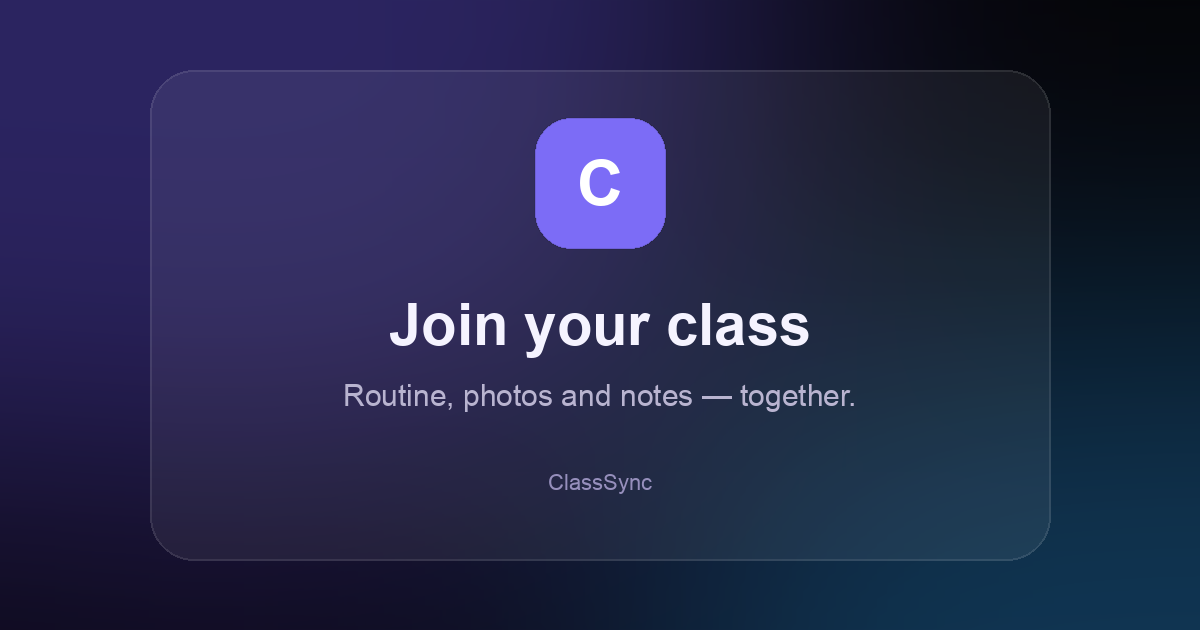 C
Join your class
Routine, photos and notes — together.
ClassSync